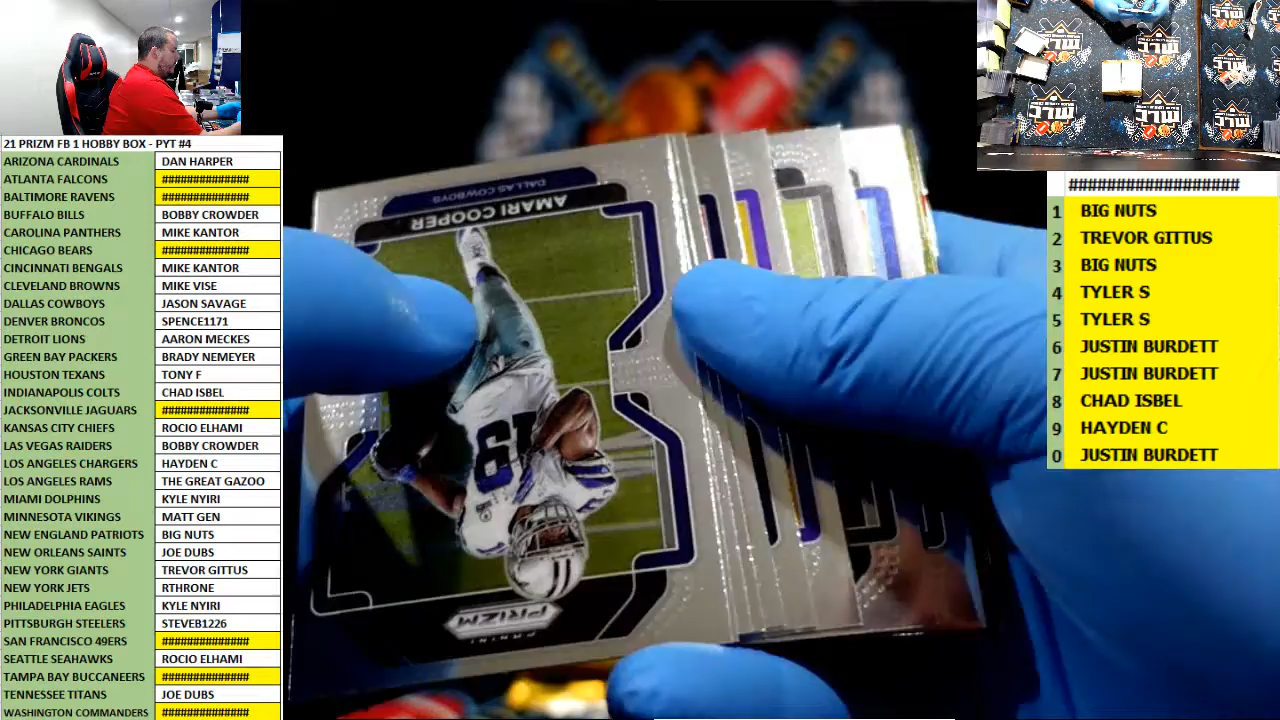 21 PRIZM FB 1 HOBBY BOX - PYT #4
ARIZONA CARDINALS DAN HARPER
ATLANTA FALCONS ##############
BALTIMORE RAVENS ##############
BUFFALO BILLS BOBBY CROWDER
CAROLINA PANTHERS MIKE KANTOR
CHICAGO BEARS ##############
CINCINNATI BENGALS MIKE KANTOR
CLEVELAND BROWNS MIKE VISE
DALLAS COWBOYS JASON SAVAGE
DENVER BRONCOS SPENCE1171
DETROIT LIONS AARON MECKES
GREEN BAY PACKERS BRADY NEMEYER
HOUSTON TEXANS TONY F
INDIANAPOLIS COLTS CHAD ISBEL
JACKSONVILLE JAGUARS ##############
KANSAS CITY CHIEFS ROCIO ELHAMI
LAS VEGAS RAIDERS BOBBY CROWDER
LOS ANGELES CHARGERS HAYDEN C
LOS ANGELES RAMS THE GREAT GAZOO
MIAMI DOLPHINS KYLE NYIRI
MINNESOTA VIKINGS MATT GEN
NEW ENGLAND PATRIOTS BIG NUTS
NEW ORLEANS SAINTS JOE DUBS
NEW YORK GIANTS TREVOR GITTUS
NEW YORK JETS RTHRONE
PHILADELPHIA EAGLES KYLE NYIRI
PITTSBURGH STEELERS STEVEB1226
SAN FRANCISCO 49ERS ##############
SEATTLE SEAHAWKS ROCIO ELHAMI
TAMPA BAY BUCCANEERS ##############
TENNESSEE TITANS JOE DUBS
WASHINGTON COMMANDERS ##############
DALLAS COWBOYS
AMARI COOPER
19
PRIZM
PANINI
##################
1 BIG NUTS
2 TREVOR GITTUS
3 BIG NUTS
4 TYLER S
5 TYLER S
6 JUSTIN BURDETT
7 JUSTIN BURDETT
8 CHAD ISBEL
9 HAYDEN C
0 JUSTIN BURDETT